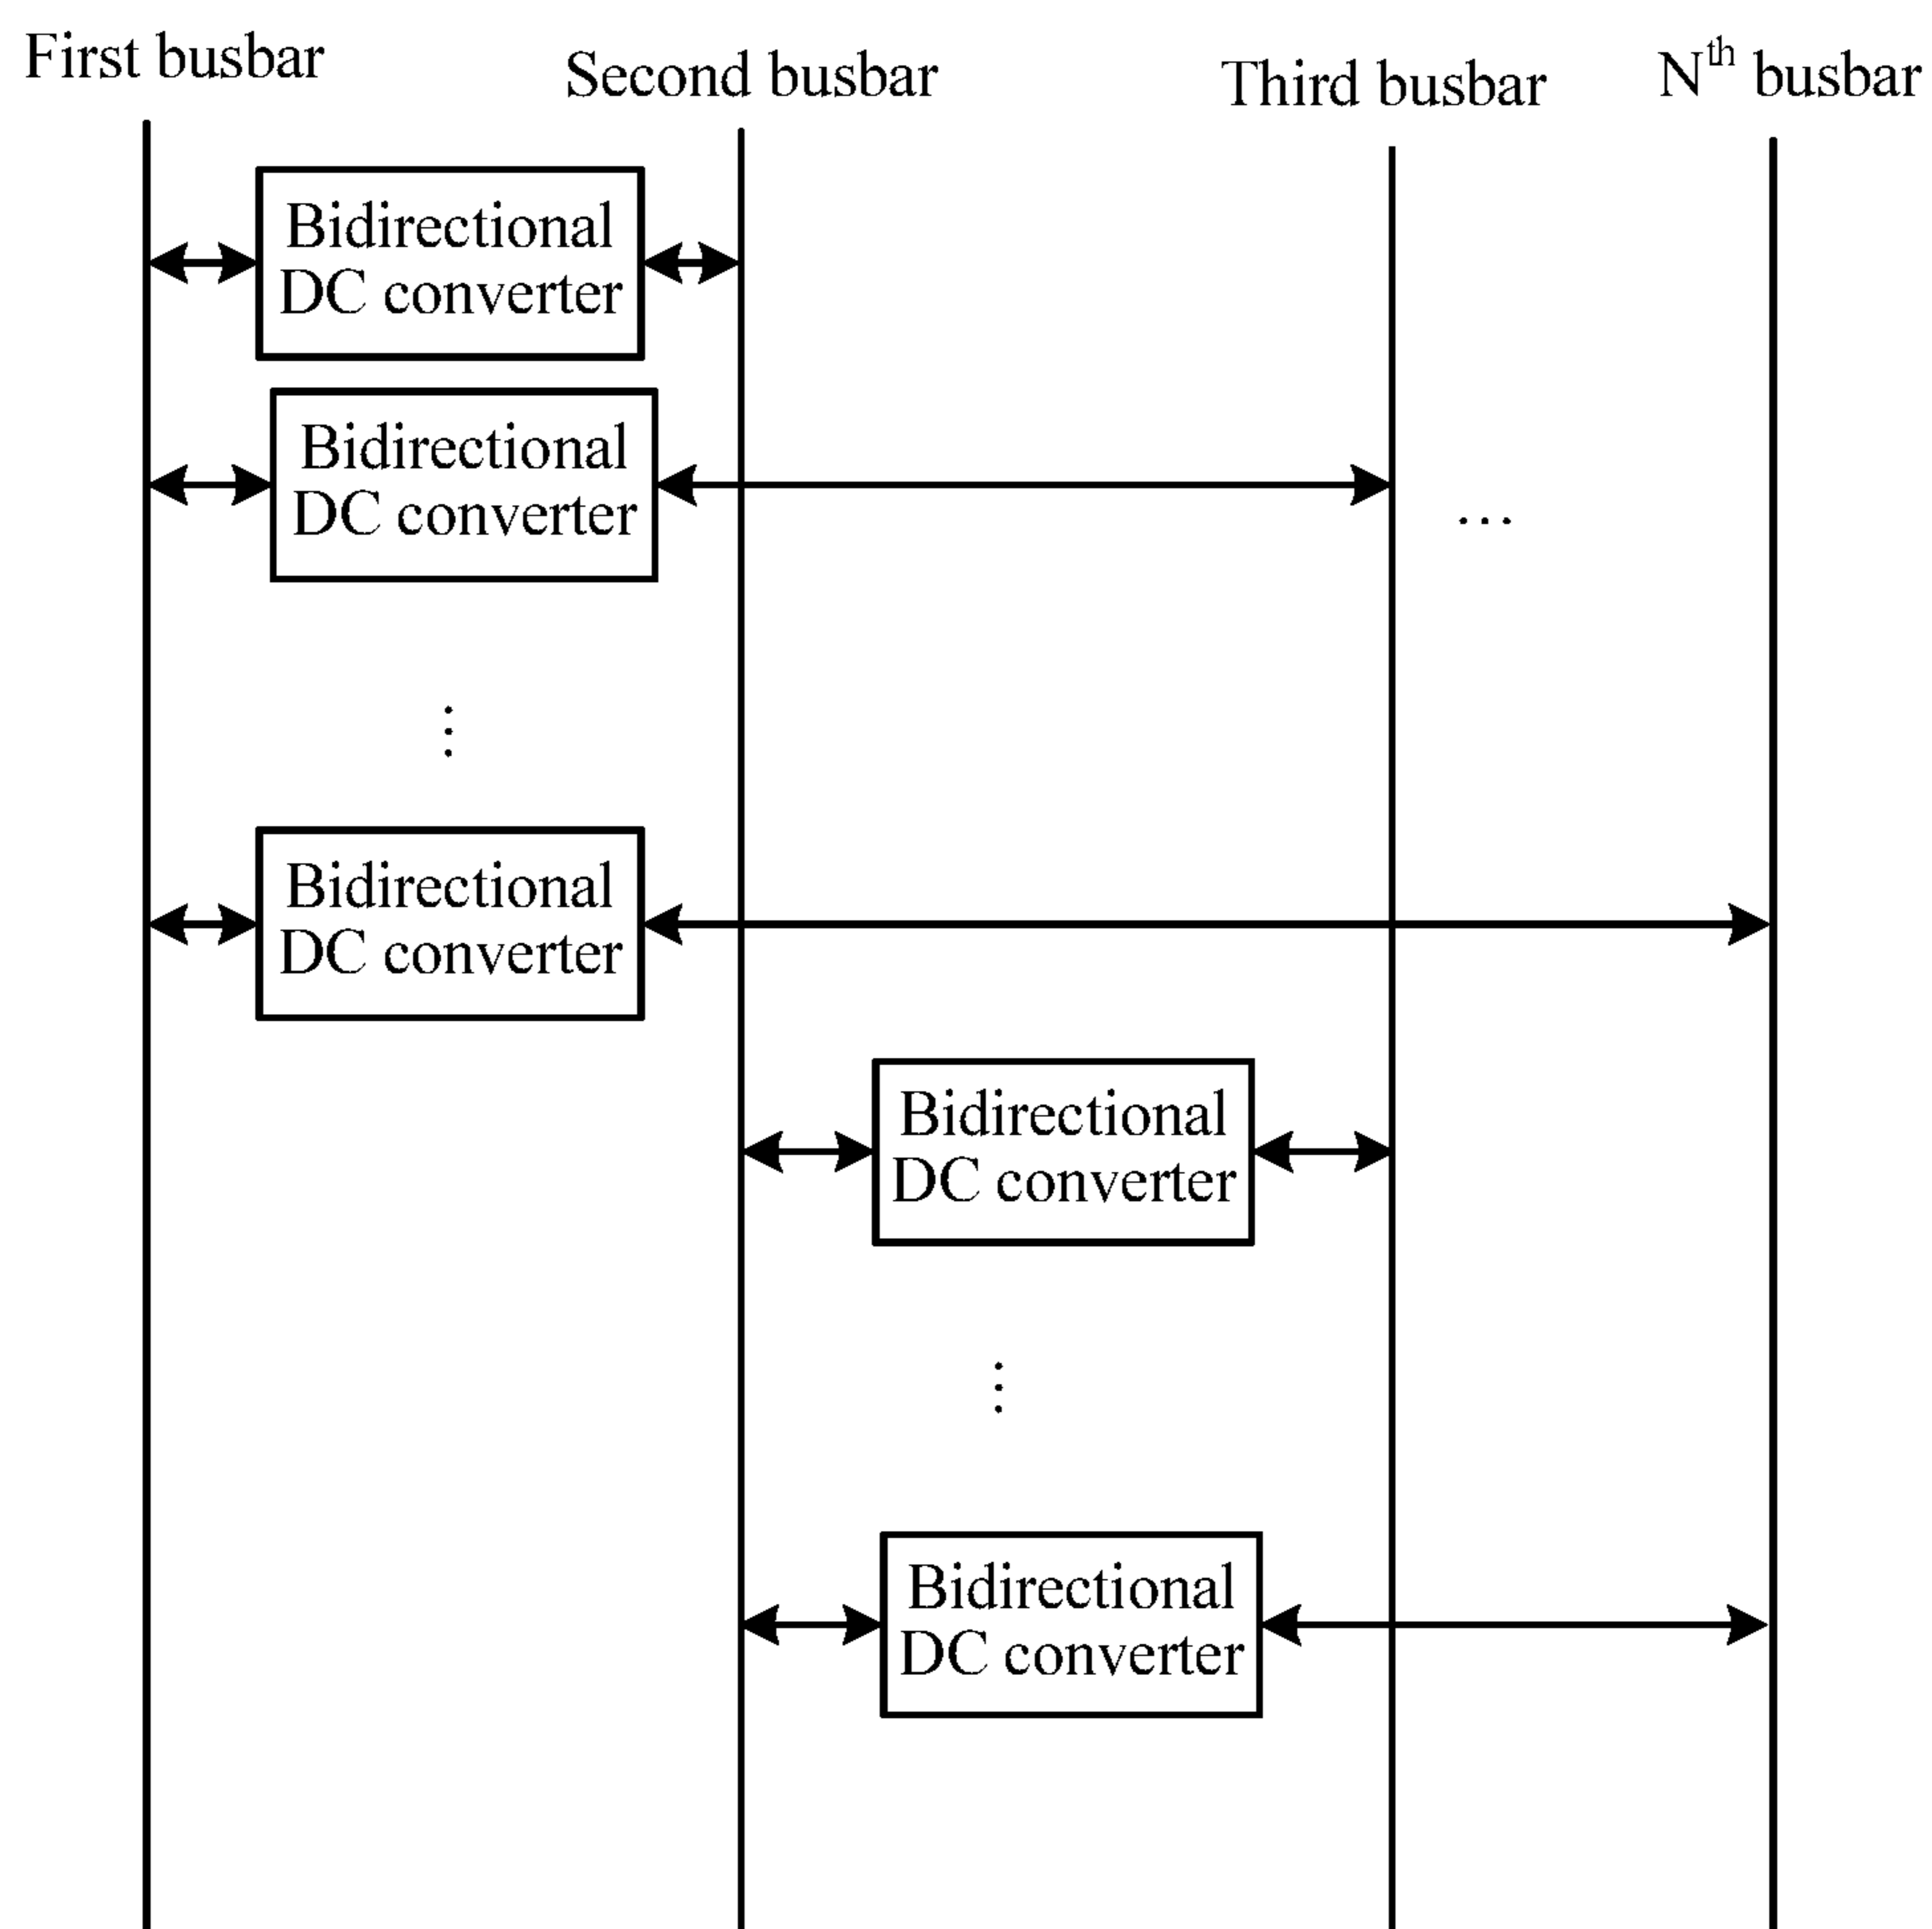 First busbar
Second busbar
Third busbar
Nth busbar
Bidirectional
DC converter
Bidirectional
DC converter
...
⋮
Bidirectional
DC converter
Bidirectional
DC converter
⋮
Bidirectional
DC converter